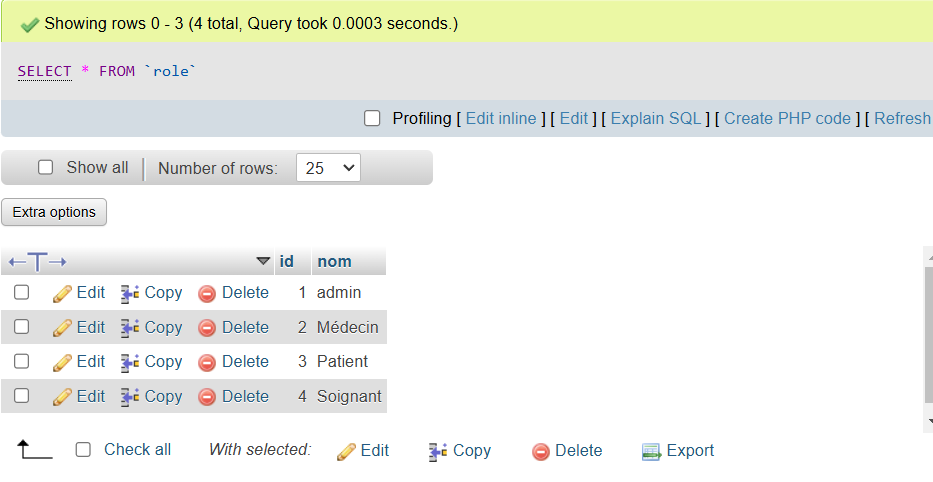 Showing rows 0 - 3 (4 total, Query took 0.0003 seconds.)
SELECT * FROM `role`
Profiling [ Edit inline ] [ Edit ] [ Explain SQL ] [ Create PHP code ] [ Refresh
Show all Number of rows: 25
Extra options
id nom
Edit Copy Delete 1 admin
Edit Copy Delete 2 Médecin
Edit Copy Delete 3 Patient
Edit Copy Delete 4 Soignant
Check all With selected: Edit Copy Delete Export